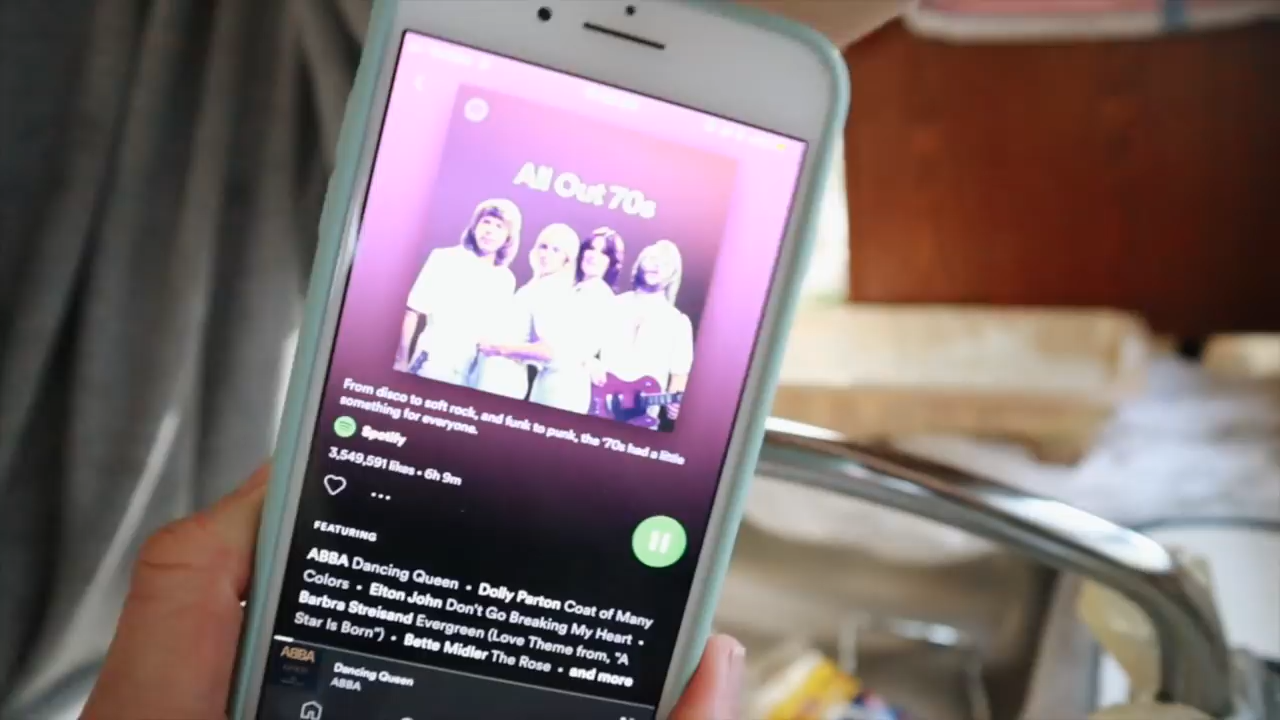 All Out 70s
From disco to soft rock, and funk to punk, the '70s had a little
something for everyone.
Spotify
3,549,591 likes • 6h 9m
FEATURING
ABBA Dancing Queen • Dolly Parton Coat of Many
Colors • Elton John Don't Go Breaking My Heart •
Barbra Streisand Evergreen (Love Theme from, "A
Star Is Born") • Bette Midler The Rose • and more
ABBA
Dancing Queen
ABBA